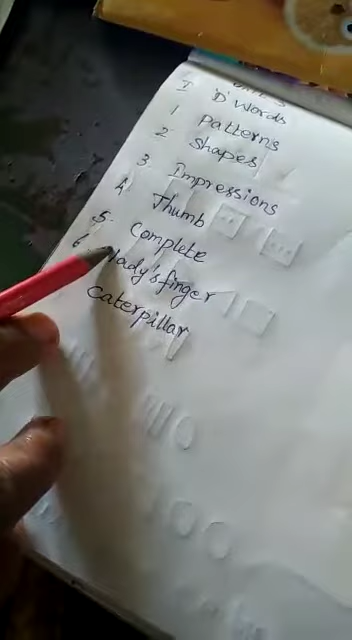 I 'D' Words
1 Patterns
2 Shapes
3. Impressions
4. Thumb
5. Complete
6 lady's finger
caterpillar